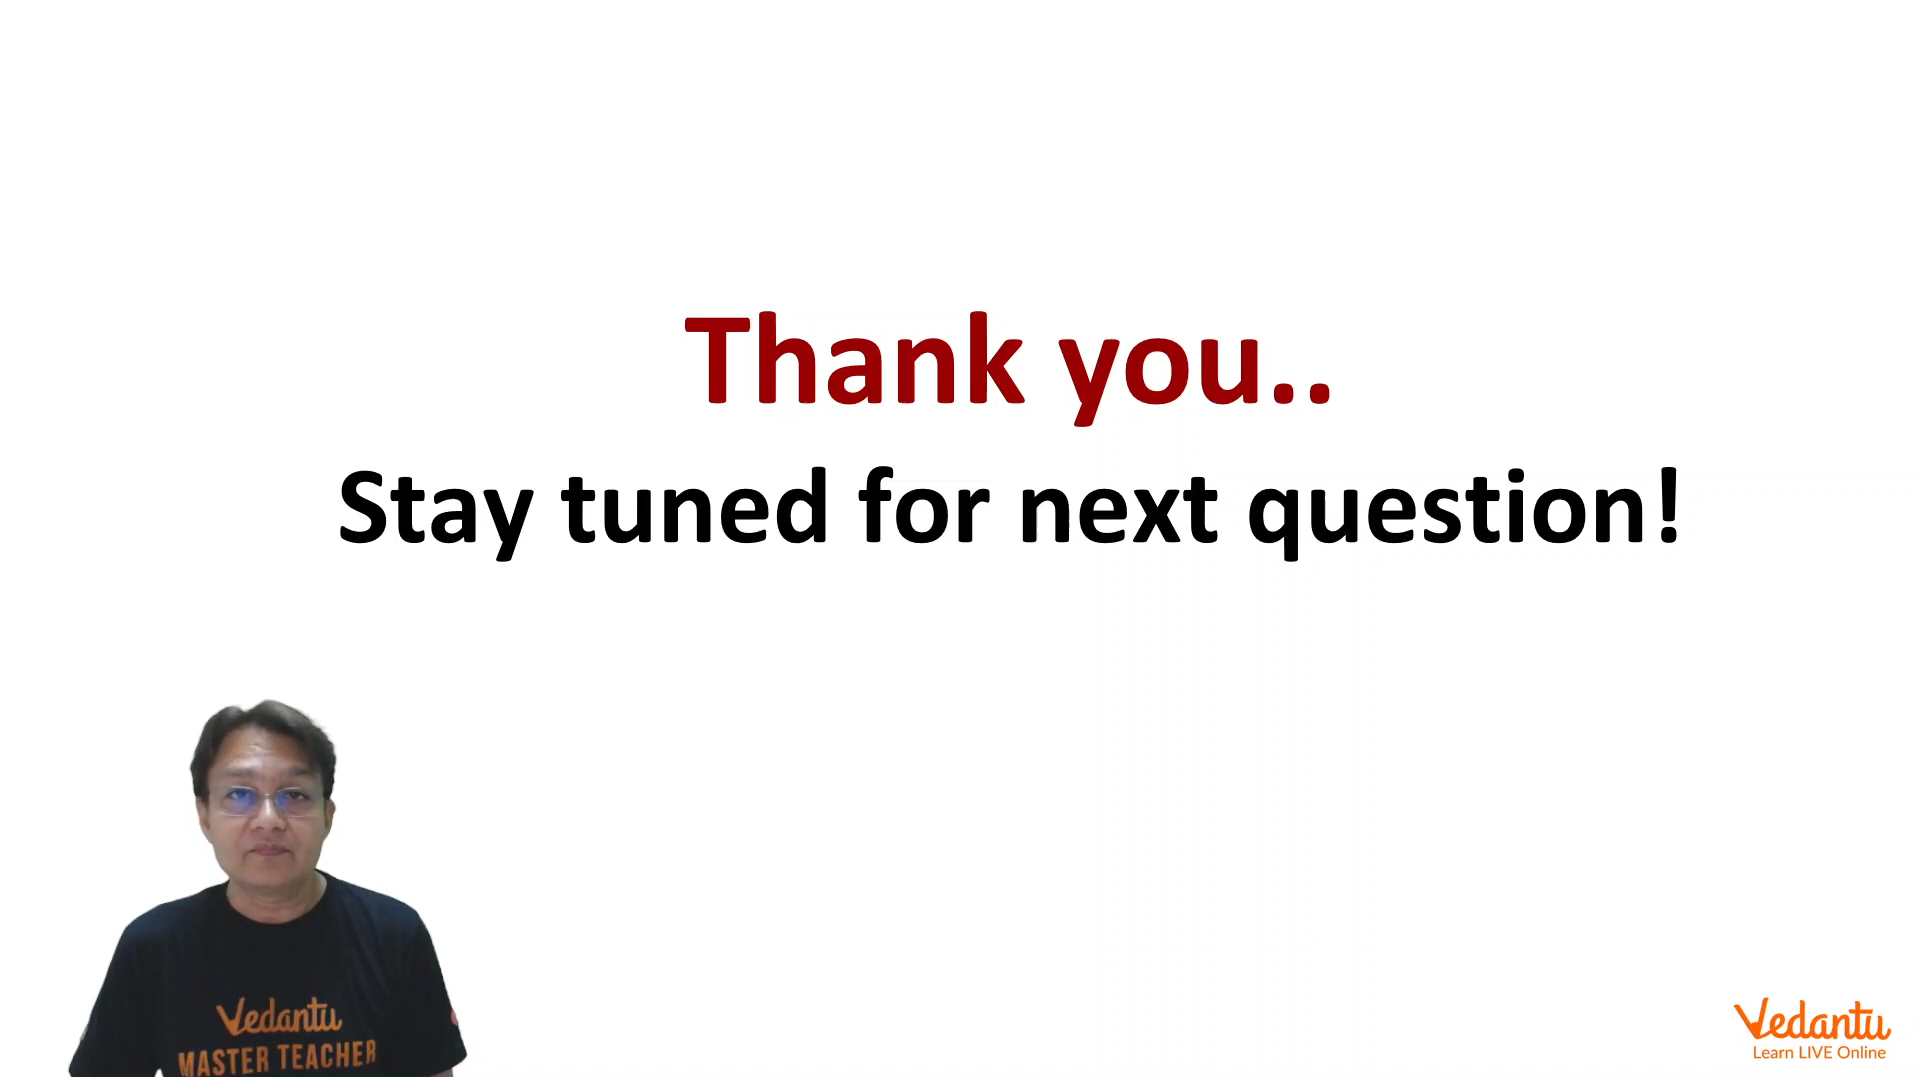 Thank you..
Stay tuned for next question!
Vedantu
MASTER TEACHER
Vedantu
Learn LIVE Online